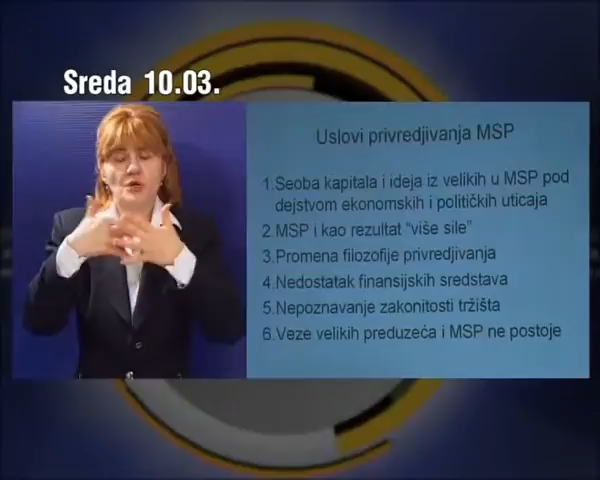 Sreda 10.03.
Uslovi privredjivanja MSP
1.Seoba kapitala i ideja iz velikih u MSP pod
dejstvom ekonomskih i političkih uticaja
2.MSP i kao rezultat “više sile”
3.Promena filozofije privredjivanja
4.Nedostatak finansijskih sredstava
5.Nepoznavanje zakonitosti tržišta
6.Veze velikih preduzeća i MSP ne postoje